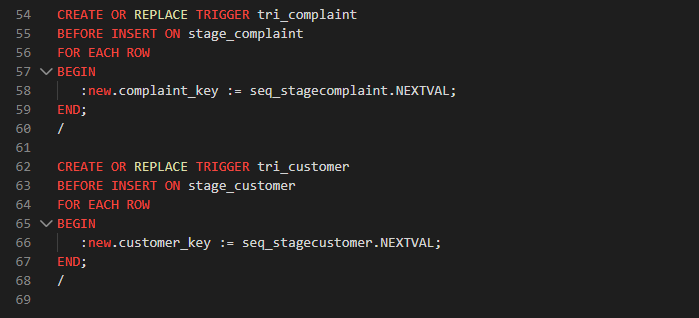 54 CREATE OR REPLACE TRIGGER tri_complaint
55 BEFORE INSERT ON stage_complaint
56 FOR EACH ROW
57 BEGIN
58 :new.complaint_key := seq_stagecomplaint.NEXTVAL;
59 END;
60 /
61
62 CREATE OR REPLACE TRIGGER tri_customer
63 BEFORE INSERT ON stage_customer
64 FOR EACH ROW
65 BEGIN
66 :new.customer_key := seq_stagecustomer.NEXTVAL;
67 END;
68 /
69